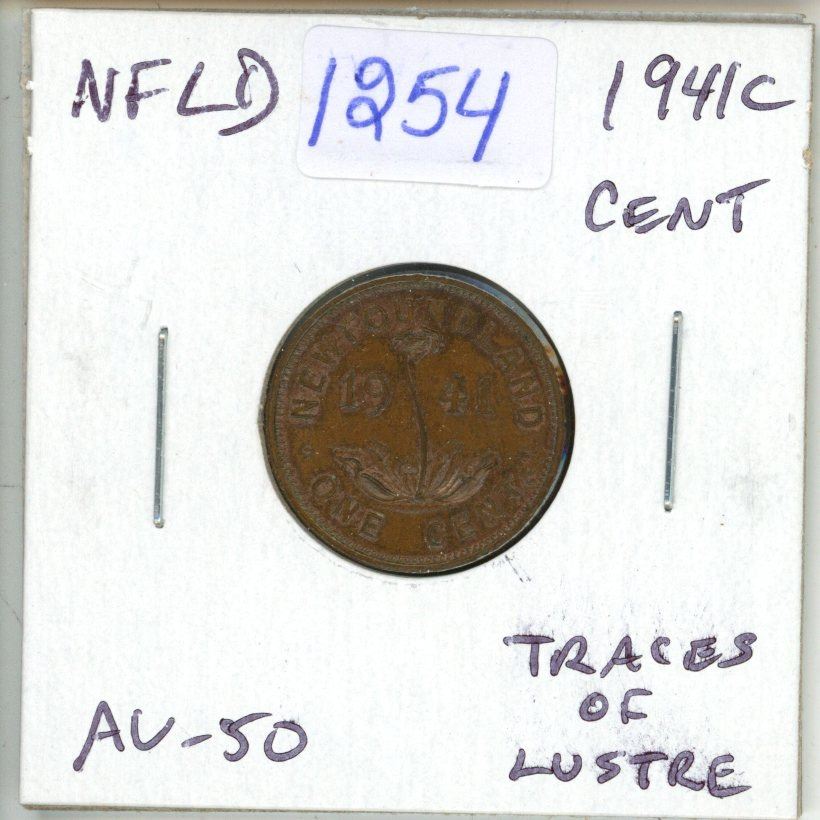 NFLD
1254
1941C
CENT
NEWFOUNDLAND
19 41
ONE CENT
AU-50
TRACES
OF
LUSTRE